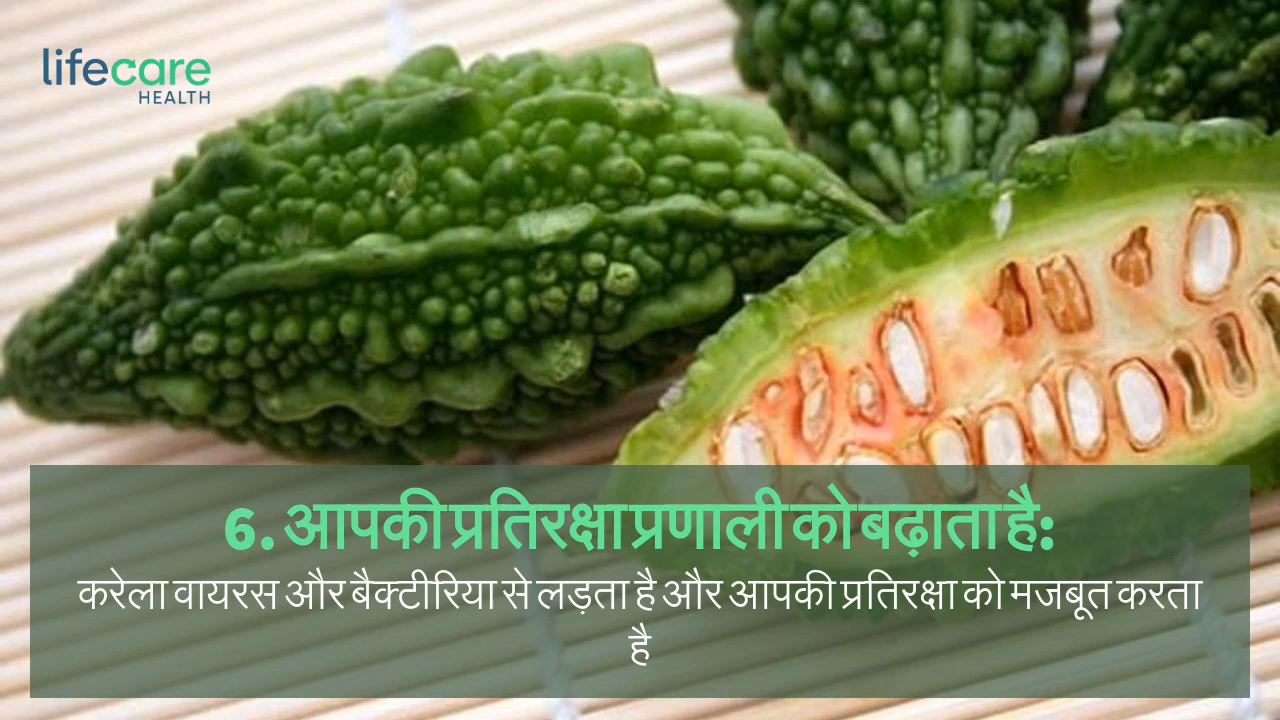 lifecare
HEALTH
6. आपकी प्रतिरक्षा प्रणाली को बढ़ाता है:
करेला वायरस और बैक्टीरिया से लड़ता है और आपकी प्रतिरक्षा को मजबूत करता
है